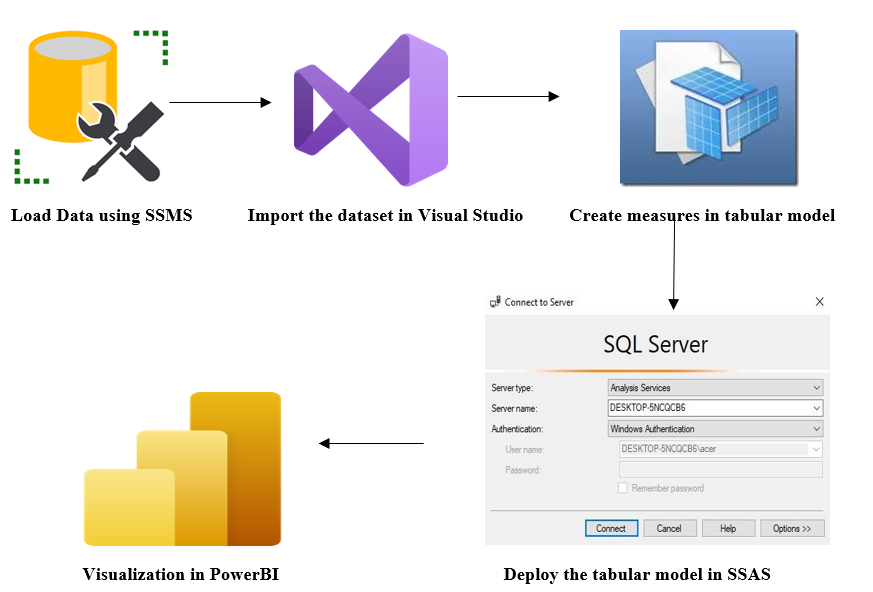 Load Data using SSMS
Import the dataset in Visual Studio
Create measures in tabular model
Connect to Server
SQL Server
Server type: Analysis Services
Server name: DESKTOP-5NCQCB6
Authentication: Windows Authentication
User name: DESKTOP-5NCQCB6\acer
Password:
Remember password
Connect Cancel Help Options >>
Visualization in PowerBI
Deploy the tabular model in SSAS